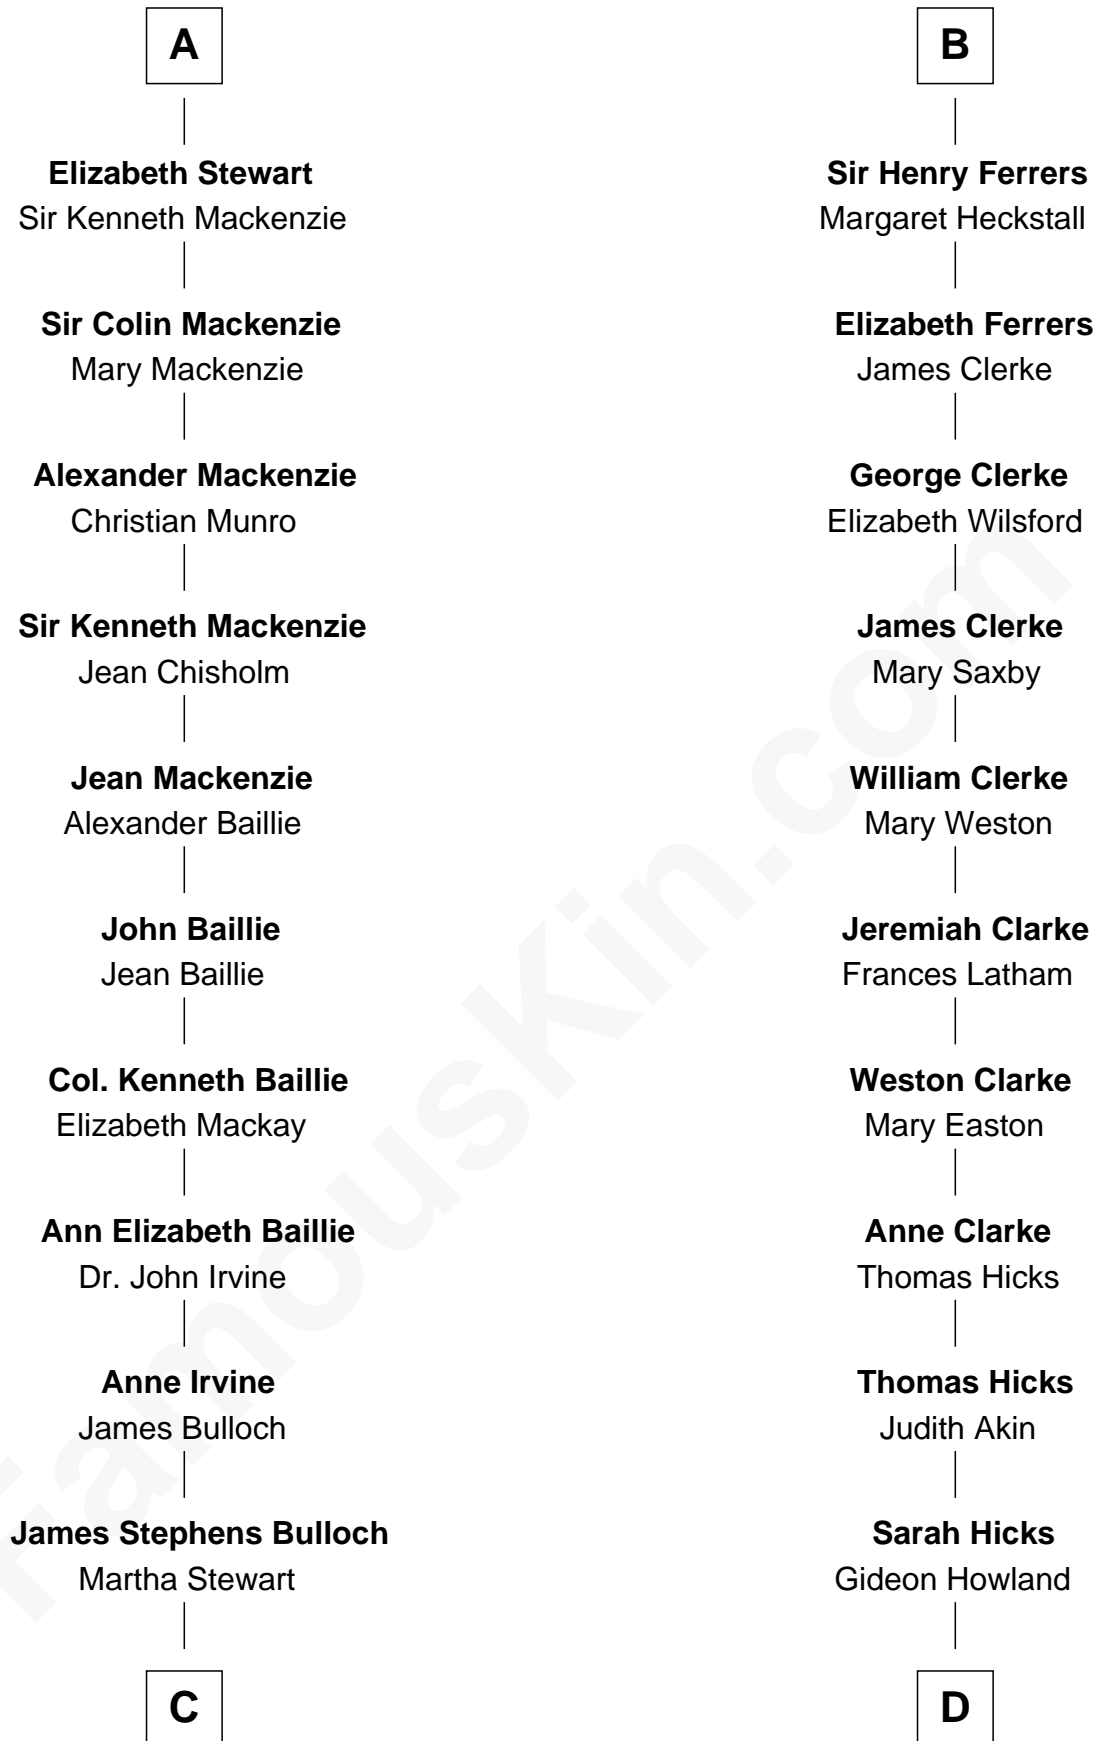 A
Elizabeth Stewart
Sir Kenneth Mackenzie
Sir Colin Mackenzie
Mary Mackenzie
Alexander Mackenzie
Christian Munro
Sir Kenneth Mackenzie
Jean Chisholm
Jean Mackenzie
Alexander Baillie
John Baillie
Jean Baillie
Col. Kenneth Baillie
Elizabeth Mackay
Ann Elizabeth Baillie
Dr. John Irvine
Anne Irvine
James Bulloch
James Stephens Bulloch
Martha Stewart
C
B
Sir Henry Ferrers
Margaret Heckstall
Elizabeth Ferrers
James Clerke
George Clerke
Elizabeth Wilsford
James Clerke
Mary Saxby
William Clerke
Mary Weston
Jeremiah Clarke
Frances Latham
Weston Clarke
Mary Easton
Anne Clarke
Thomas Hicks
Thomas Hicks
Judith Akin
Sarah Hicks
Gideon Howland
D
FamousKin.com